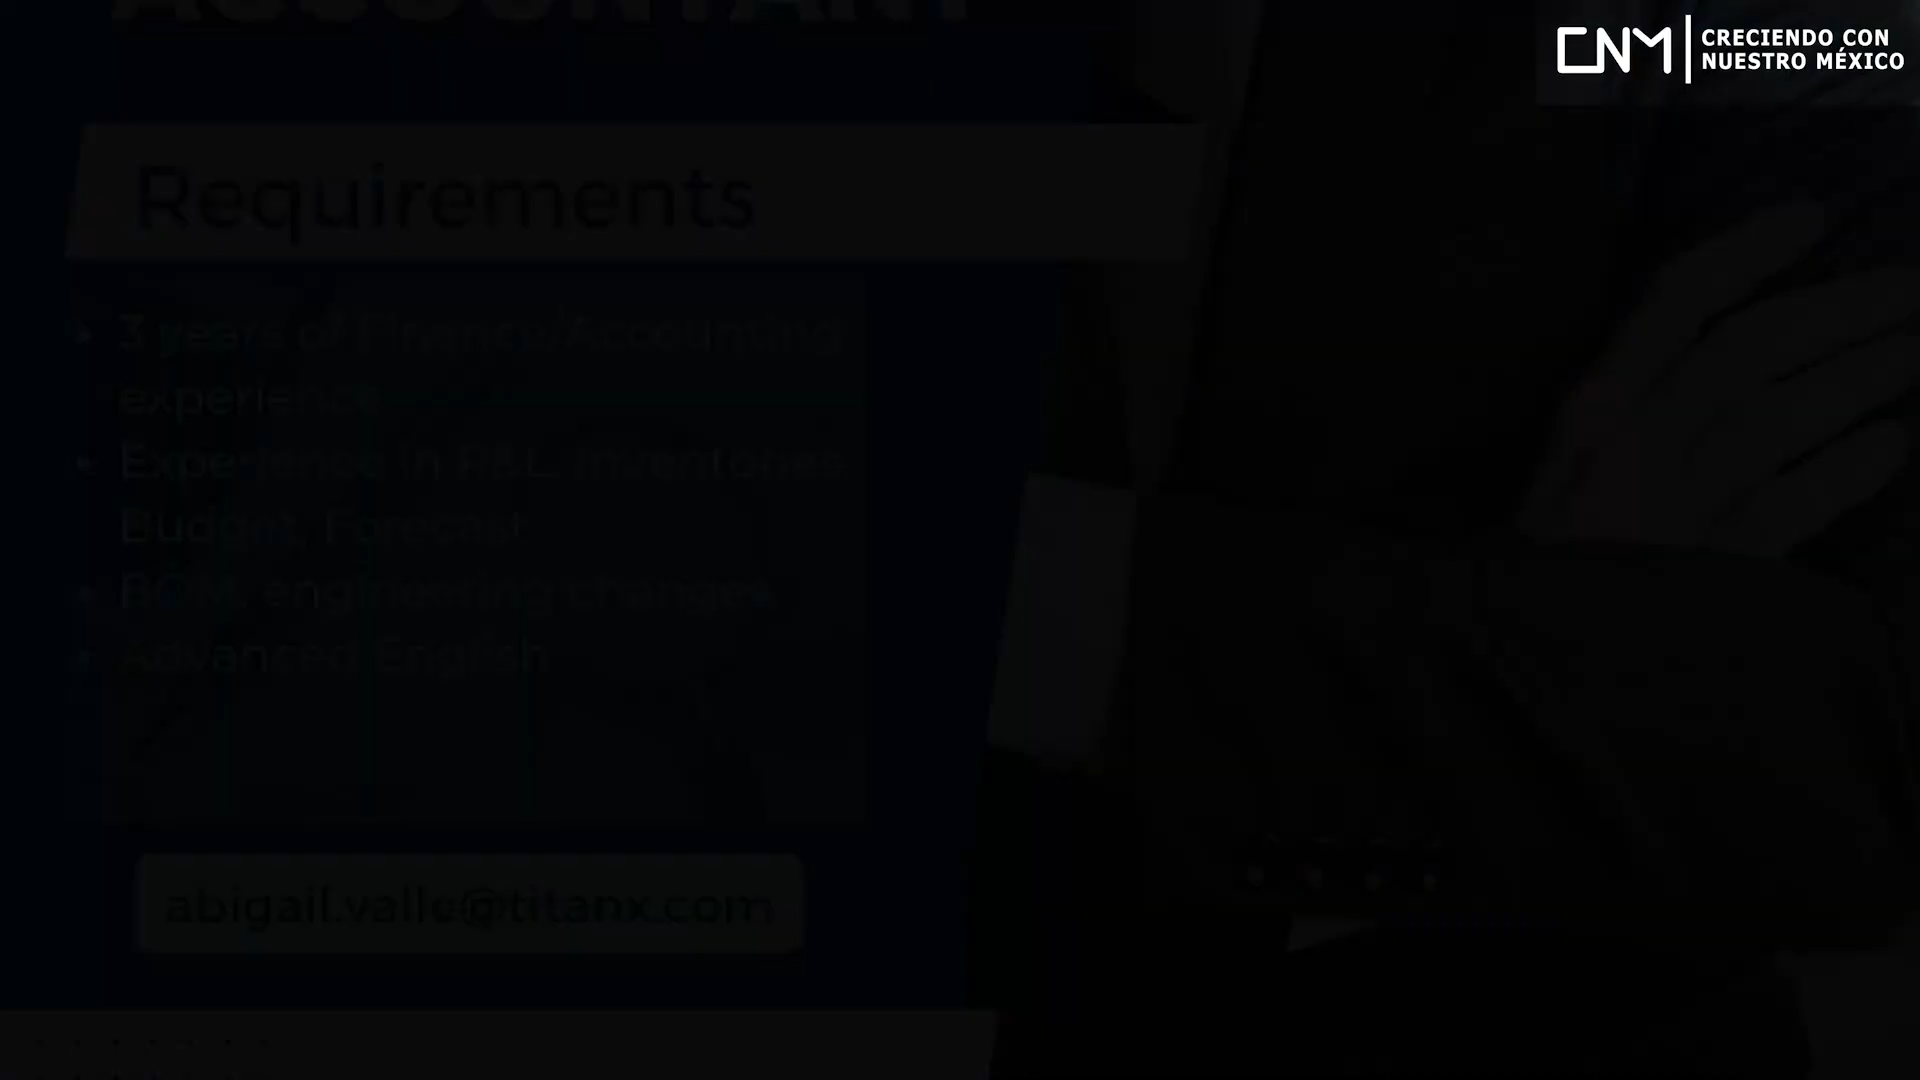 ACCOUNTANT
CNM
CRECIENDO CON
NUESTRO MÉXICO
Requirements
• 3 years of Finance/Accounting
experience
• Experience in P&L, Inventories,
Budget, Forecast
• BOM, engineering changes
• Advanced English
abigail.valle@titanx.com